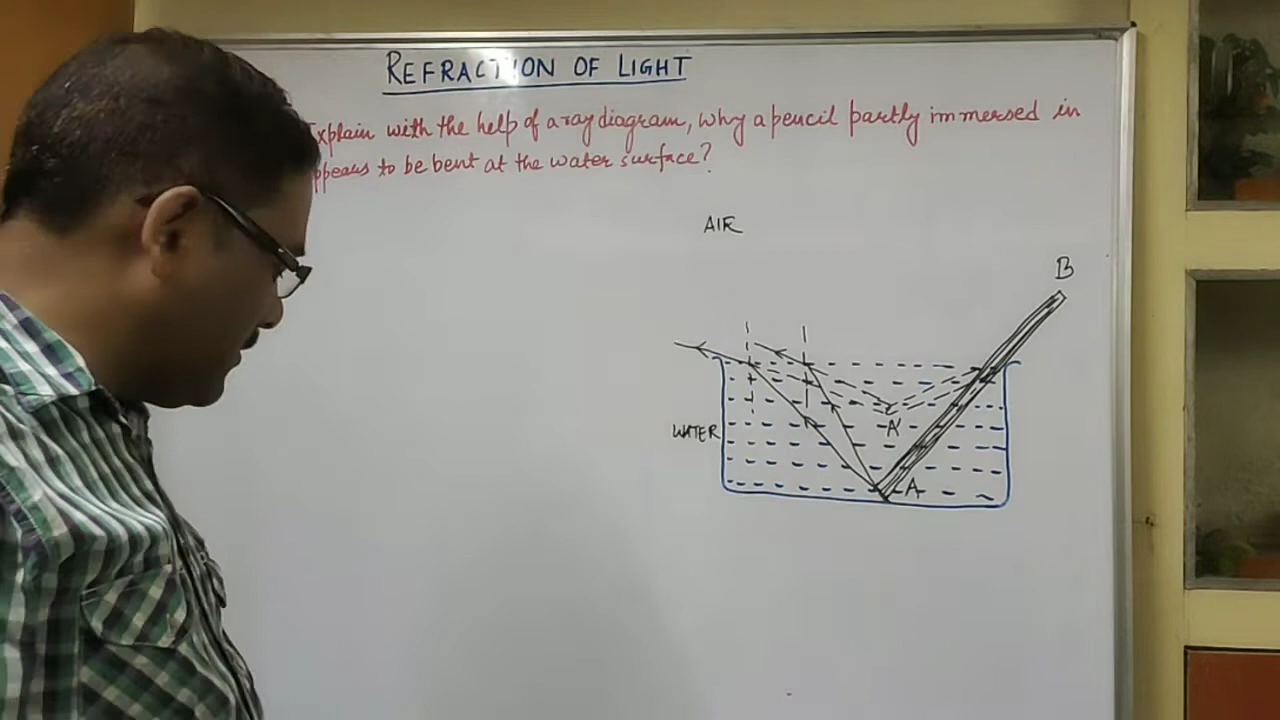 REFRACTION OF LIGHT
Explain with the help of a ray diagram, why a pencil partly immersed in
ppears to be bent at the water surface?
AIR
B
WATER
A'
A